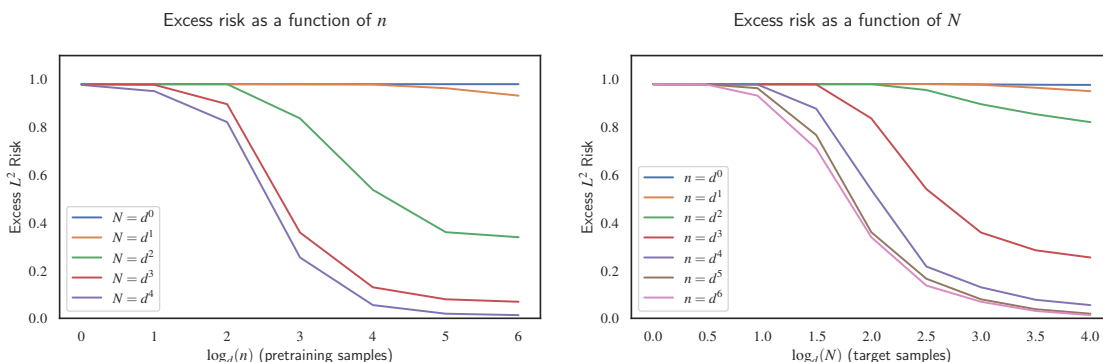 Excess risk as a function of n
Excess L² Risk
1.0
0.8
0.6
0.4
0.2
0.0
N = d⁰
N = d¹
N = d²
N = d³
N = d⁴
0 1 2 3 4 5 6
log_d(n) (pretraining samples)
Excess risk as a function of N
Excess L² Risk
1.0
0.8
0.6
0.4
0.2
0.0
n = d⁰
n = d¹
n = d²
n = d³
n = d⁴
n = d⁵
n = d⁶
0.0 0.5 1.0 1.5 2.0 2.5 3.0 3.5 4.0
log_d(N) (target samples)